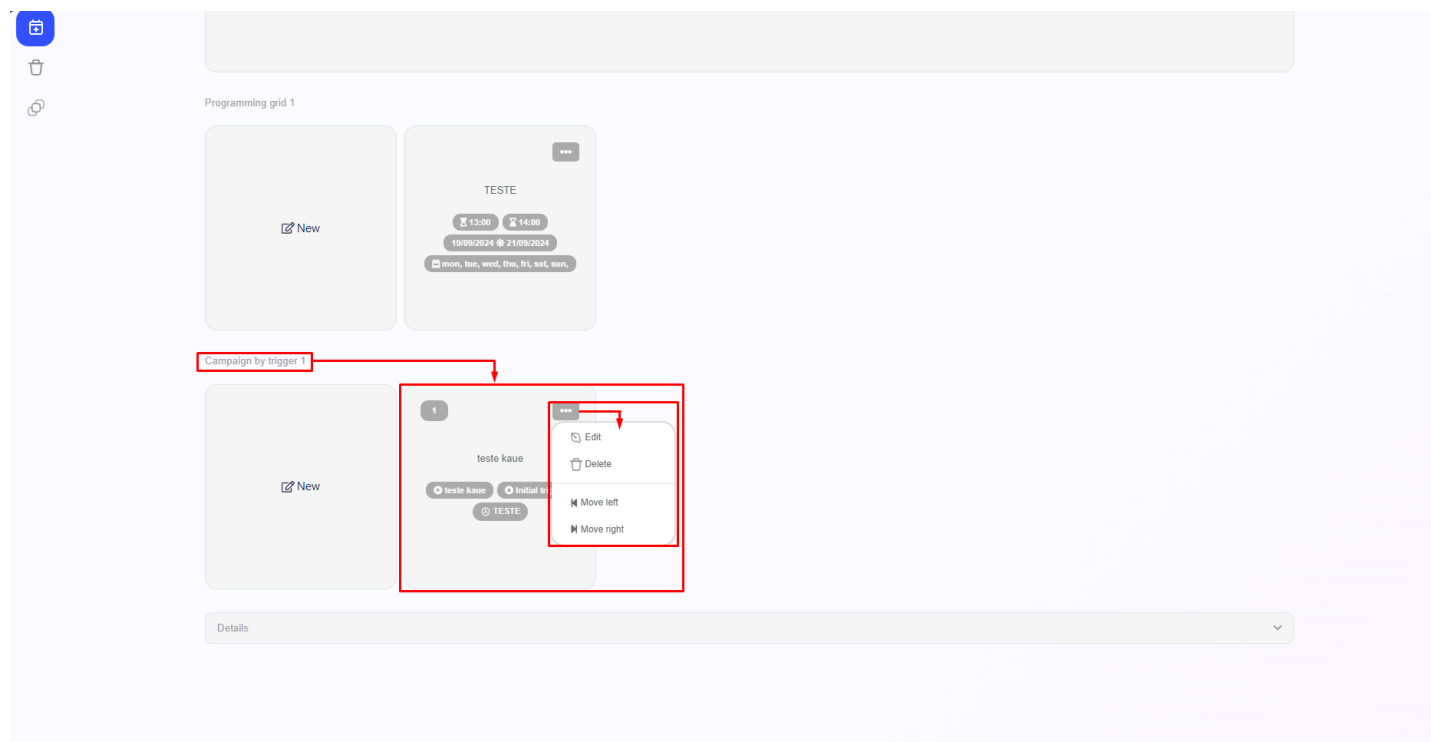 Programming grid 1
New
TESTE
13:00 14:00
19/09/2024 21/09/2024
mon, tue, wed, thu, fri, sat, sun,
Campaign by trigger 1
New
1
teste kaue
teste kaue Initial
TESTE
Edit
Delete
Move left
Move right
Details